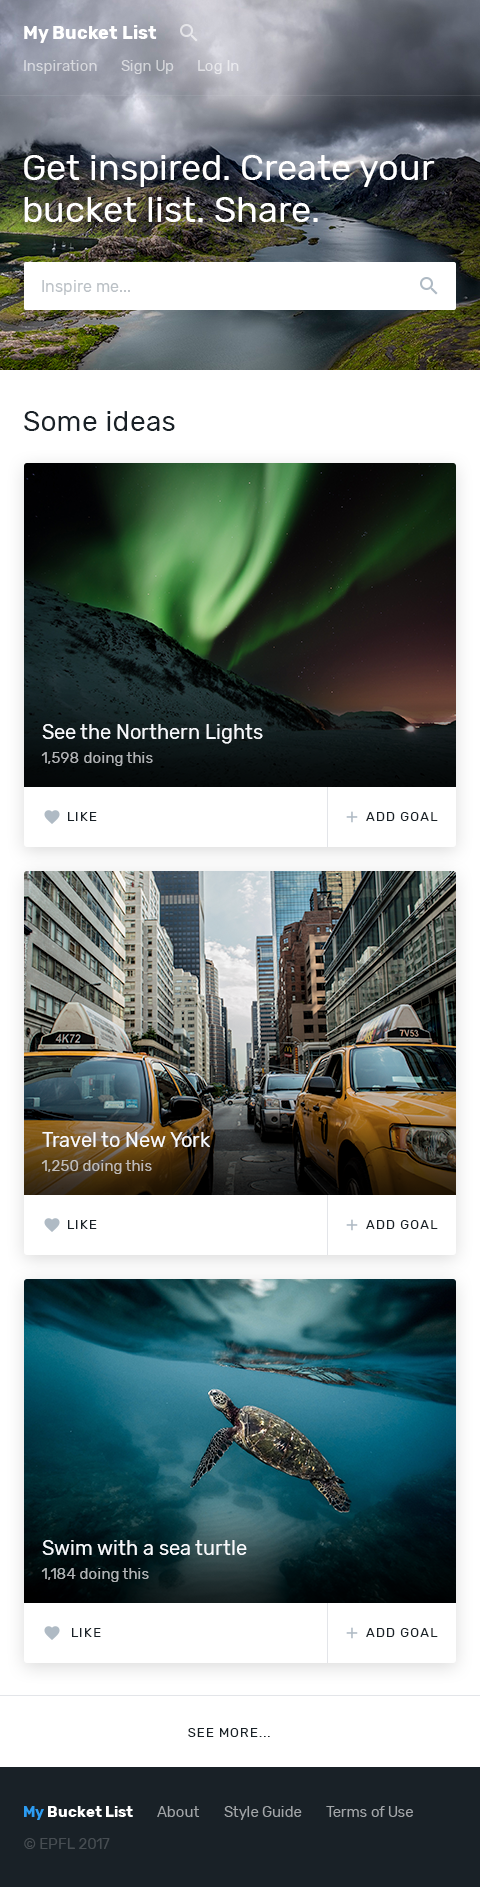 My Bucket List
Inspiration Sign Up Log In
Get inspired. Create your
bucket list. Share.
Inspire me...
Some ideas
See the Northern Lights
1,598 doing this
LIKE ADD GOAL
4K72 7V53
Travel to New York
1,250 doing this
LIKE ADD GOAL
Swim with a sea turtle
1,184 doing this
LIKE ADD GOAL
SEE MORE...
My Bucket List About Style Guide Terms of Use
© EPFL 2017